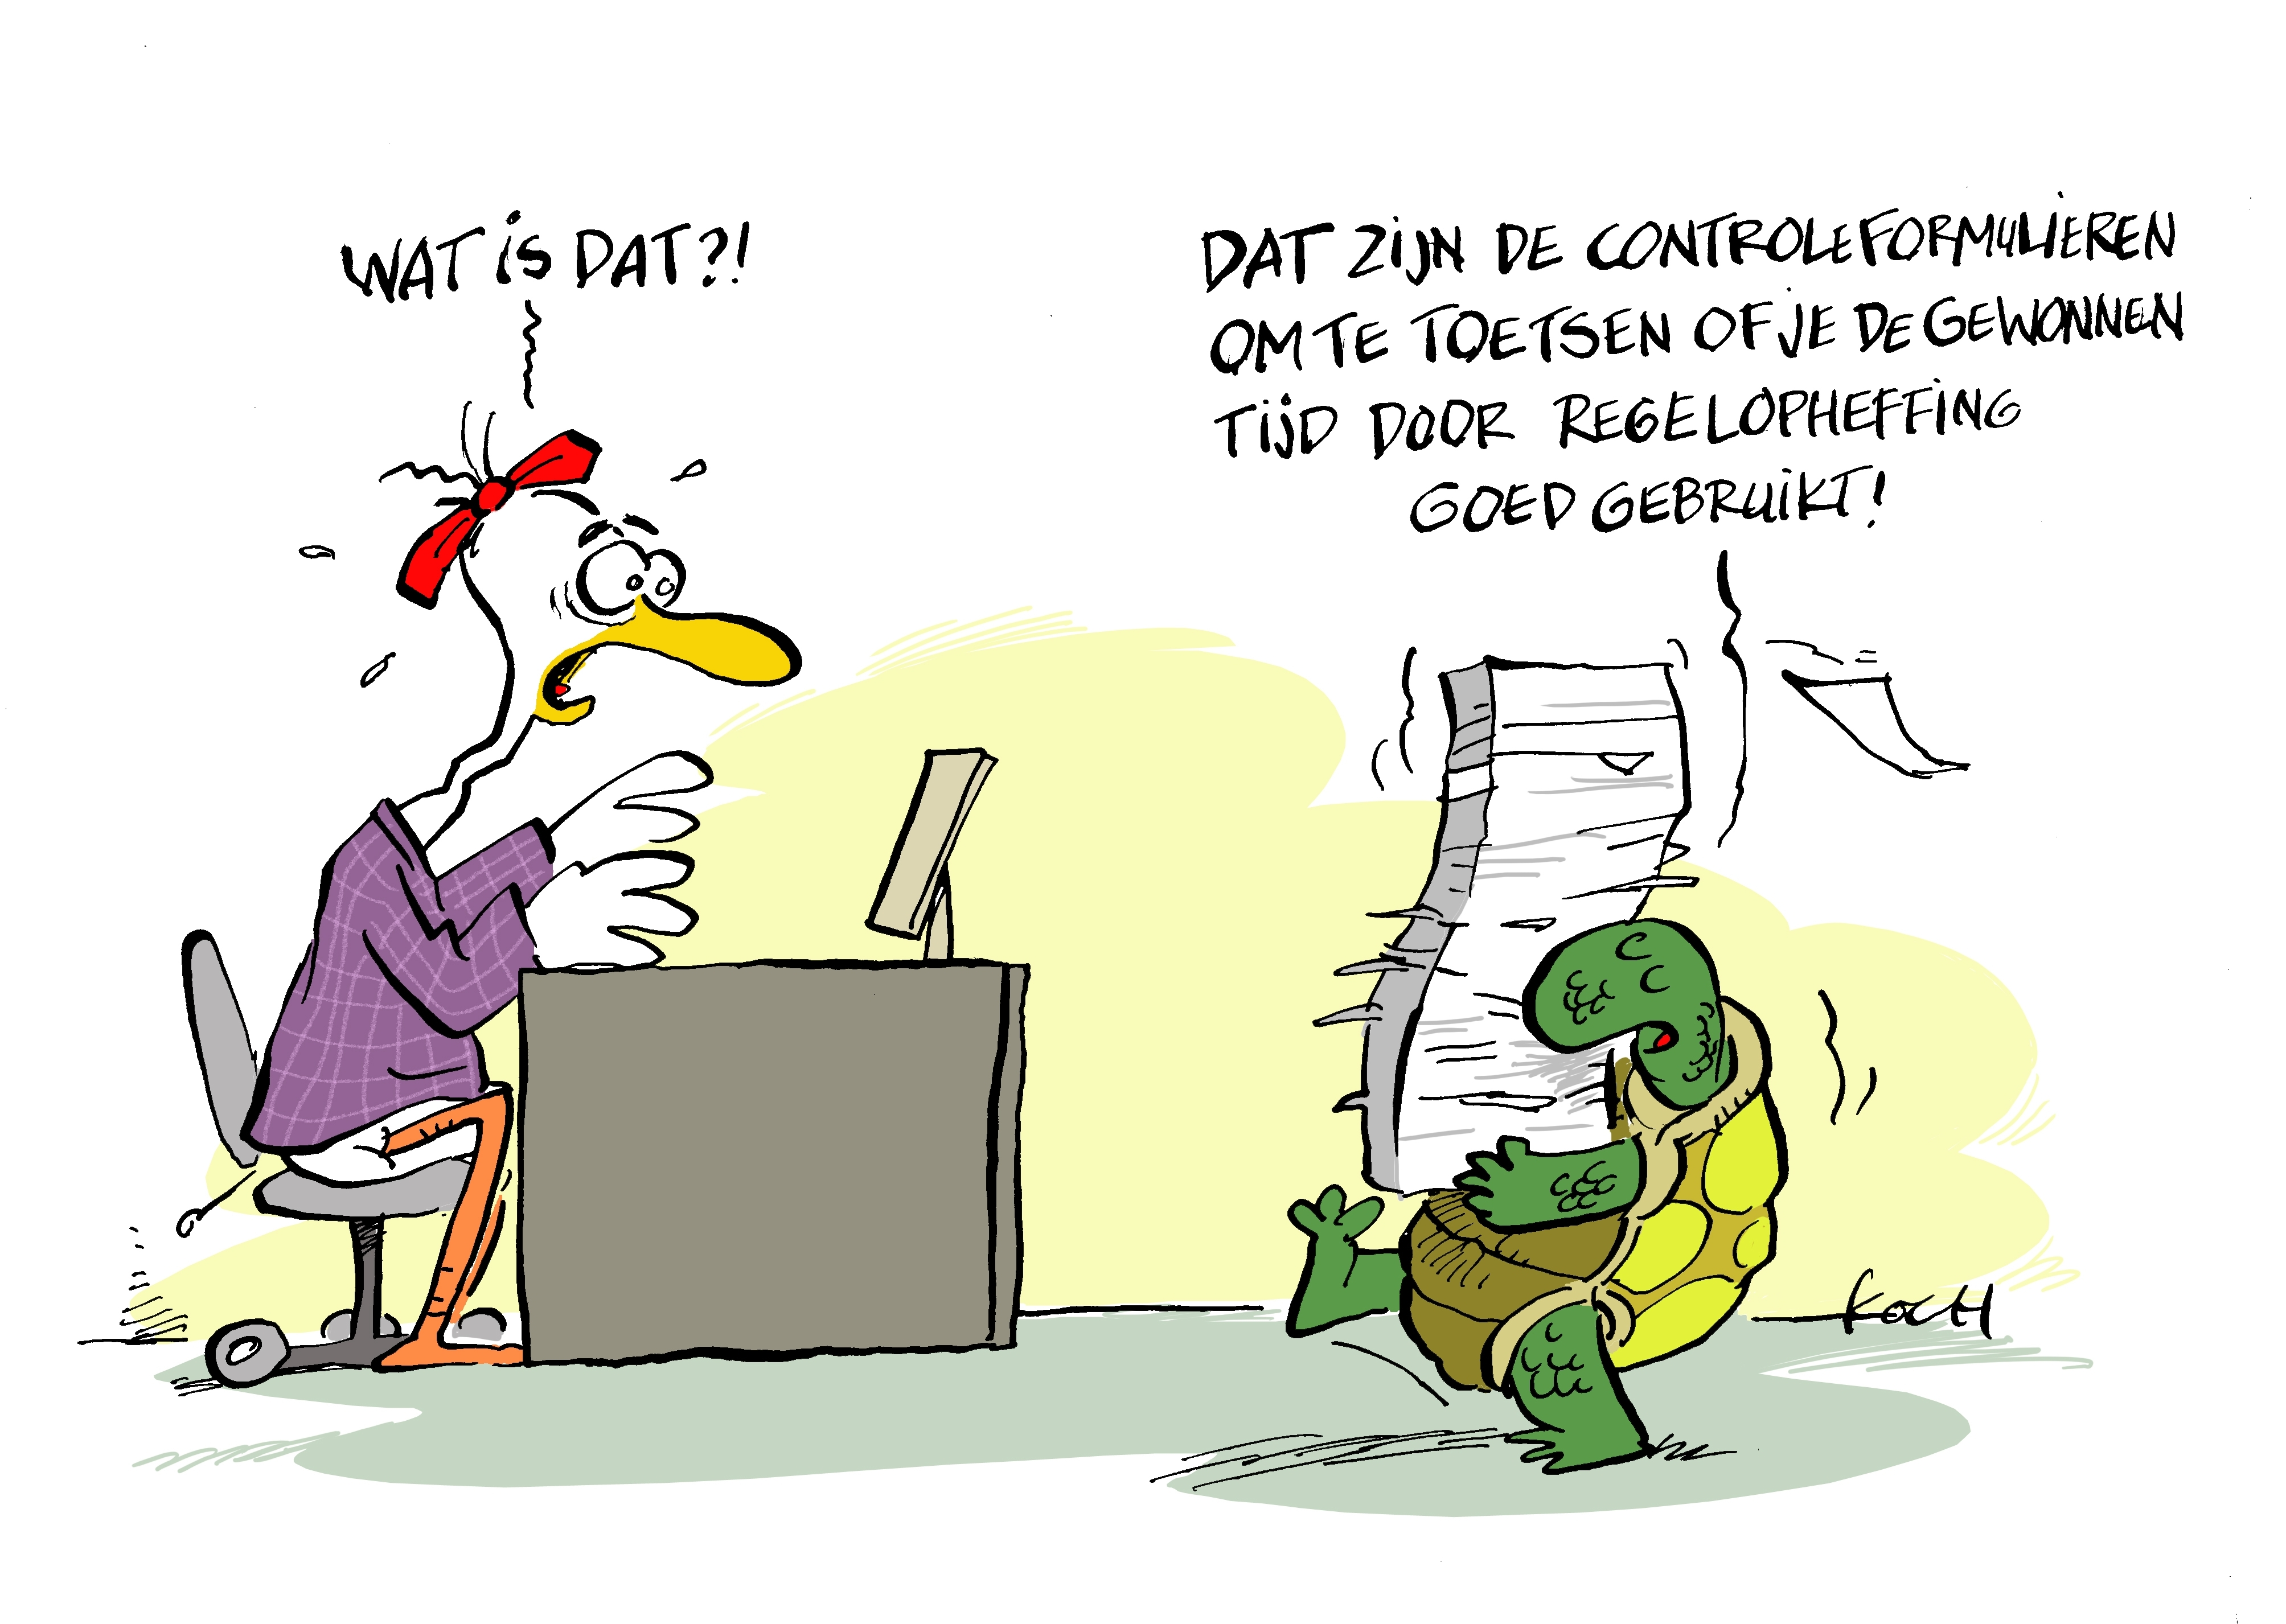 WAT IS DAT?!
DAT ZIJN DE CONTROLEFORMULIEREN
OM TE TOETSEN OF JE DE GEWONNEN
TIJD DOOR REGELOPHEFFING
GOED GEBRUIKT!
KOCH